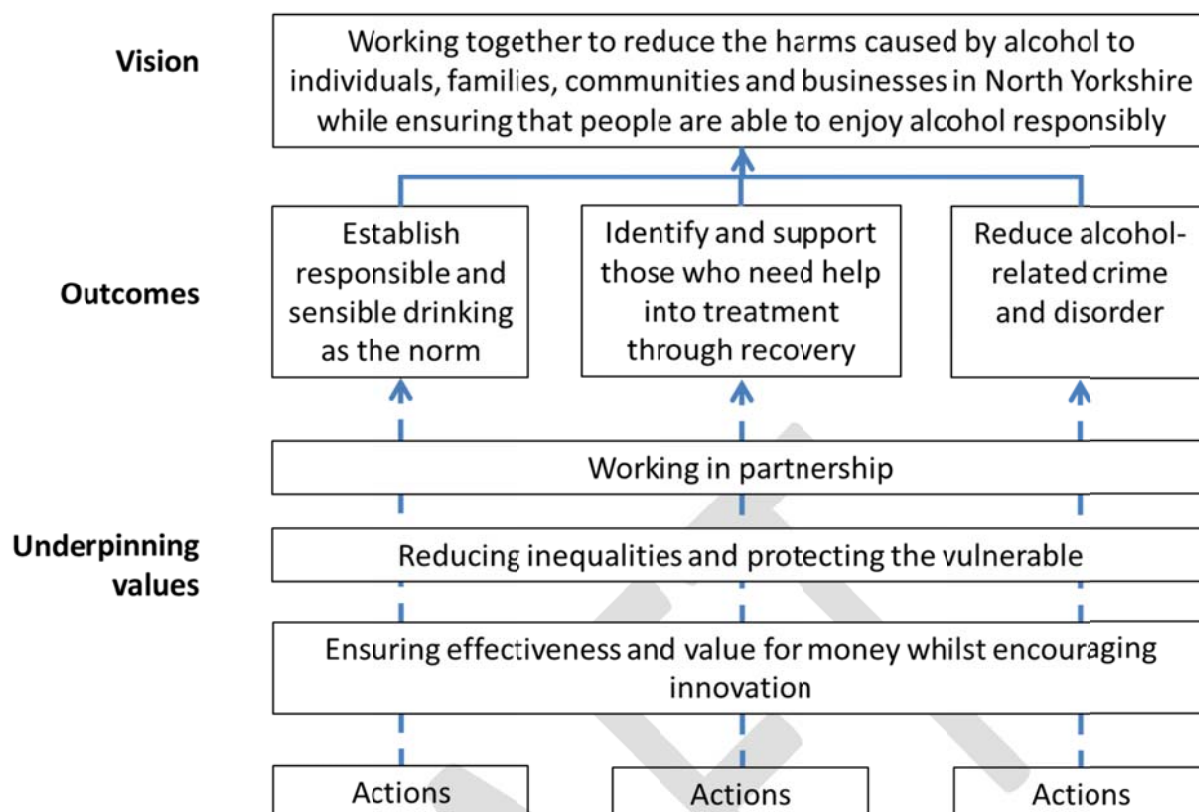 Vision
Working together to reduce the harms caused by alcohol to
individuals, families, communities and businesses in North Yorkshire
while ensuring that people are able to enjoy alcohol responsibly
Outcomes
Establish
responsible and
sensible drinking
as the norm
Identify and support
those who need help
into treatment
through recovery
Reduce alcohol-
related crime
and disorder
Underpinning
values
Working in partnership
Reducing inequalities and protecting the vulnerable
Ensuring effectiveness and value for money whilst encouraging
innovation
Actions
Actions
Actions